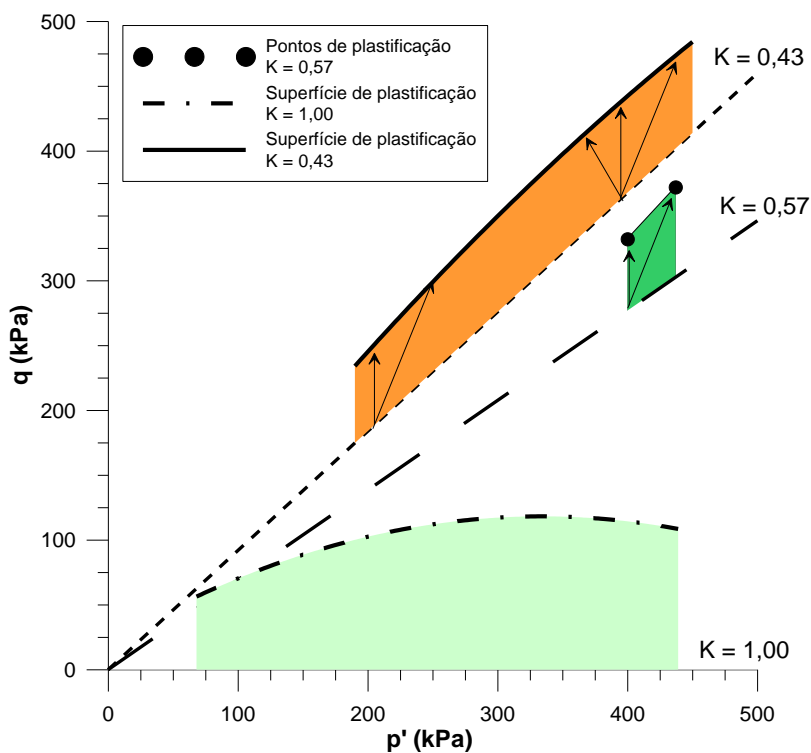 500
400
300
200
100
0
q (kPa)
Pontos de plastificação
K = 0,57
Superfície de plastificação
K = 1,00
Superfície de plastificação
K = 0,43
K = 0,43
K = 0,57
K = 1,00
0 100 200 300 400 500
p' (kPa)